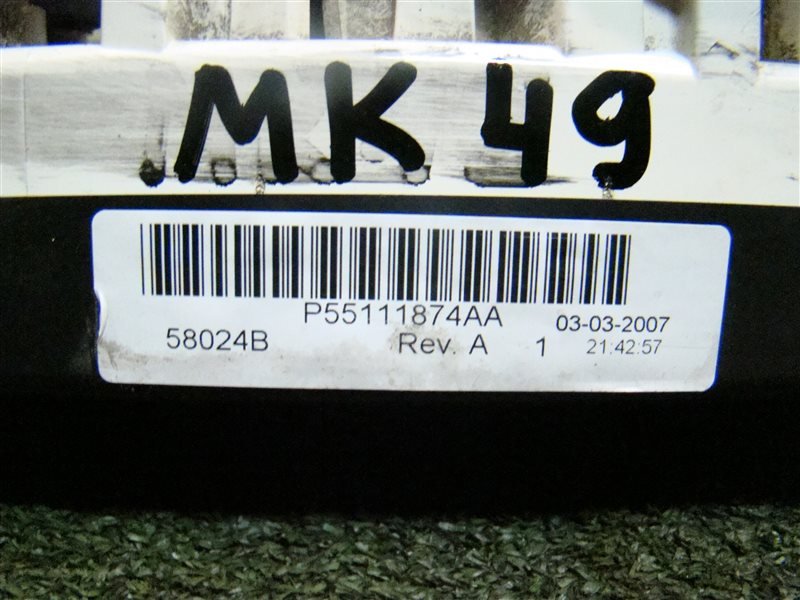 MK 49
P55111874AA 03-03-2007
58024B Rev. A 1 21:42:57